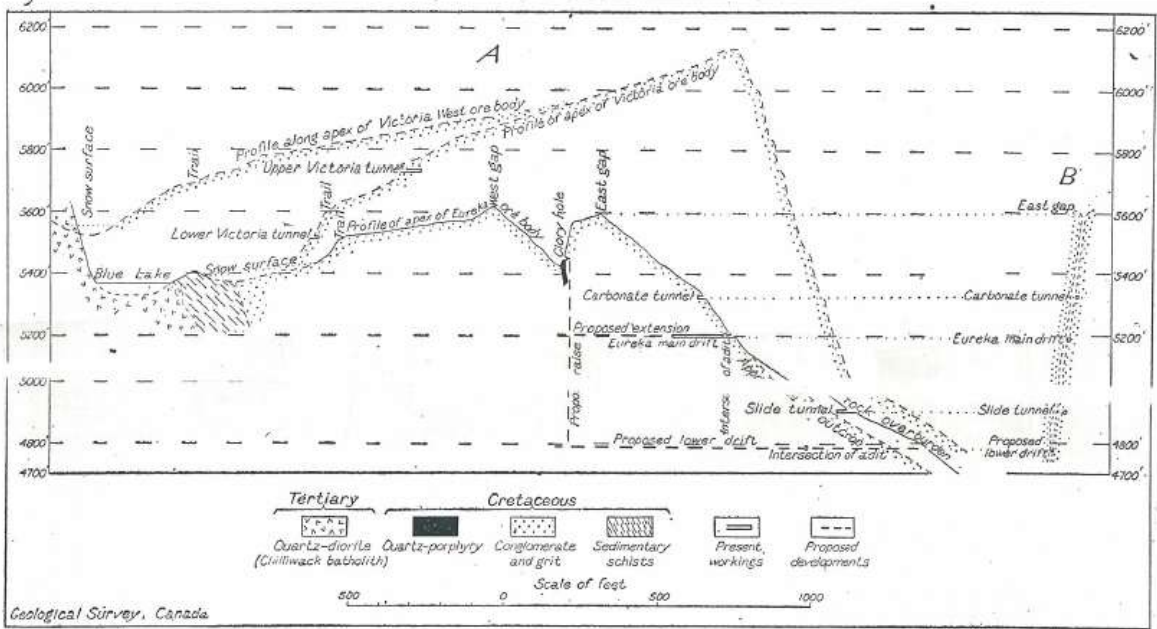 A
B
6200'
6000'
5800'
5600'
5400'
5200'
5000'
4800'
4700'
6200'
6000'
5800'
5600'
5400'
5200'
5000'
4800'
4700'
Snow surface
Trail
Profile along apex of Victoria West ore body
Profile of apex of Victoria ore body
Upper Victoria tunnel
Trail
Trail
Lower Victoria tunnel
Profile of apex of Eureka ore body
West gap
Glory hole
East gap
East gap
Blue Lake
Snow surface
Carbonate tunnel
Carbonate tunnel
Proposed extension
Eureka main drift
Eureka main drift
raise
of adit
Slide tunnel
Slide tunnel
rock overburden
outcrop
Proposed lower drift
Proposed
lower drift
Intersection of adit
Tertiary
Cretaceous
Quartz-diorite
(Chilliwack batholith)
Quartz-porphyry
Conglomerate
and grit
Sedimentary
schists
Present
workings
Proposed
developments
Scale of feet
500
0
500
1000
Geological Survey, Canada